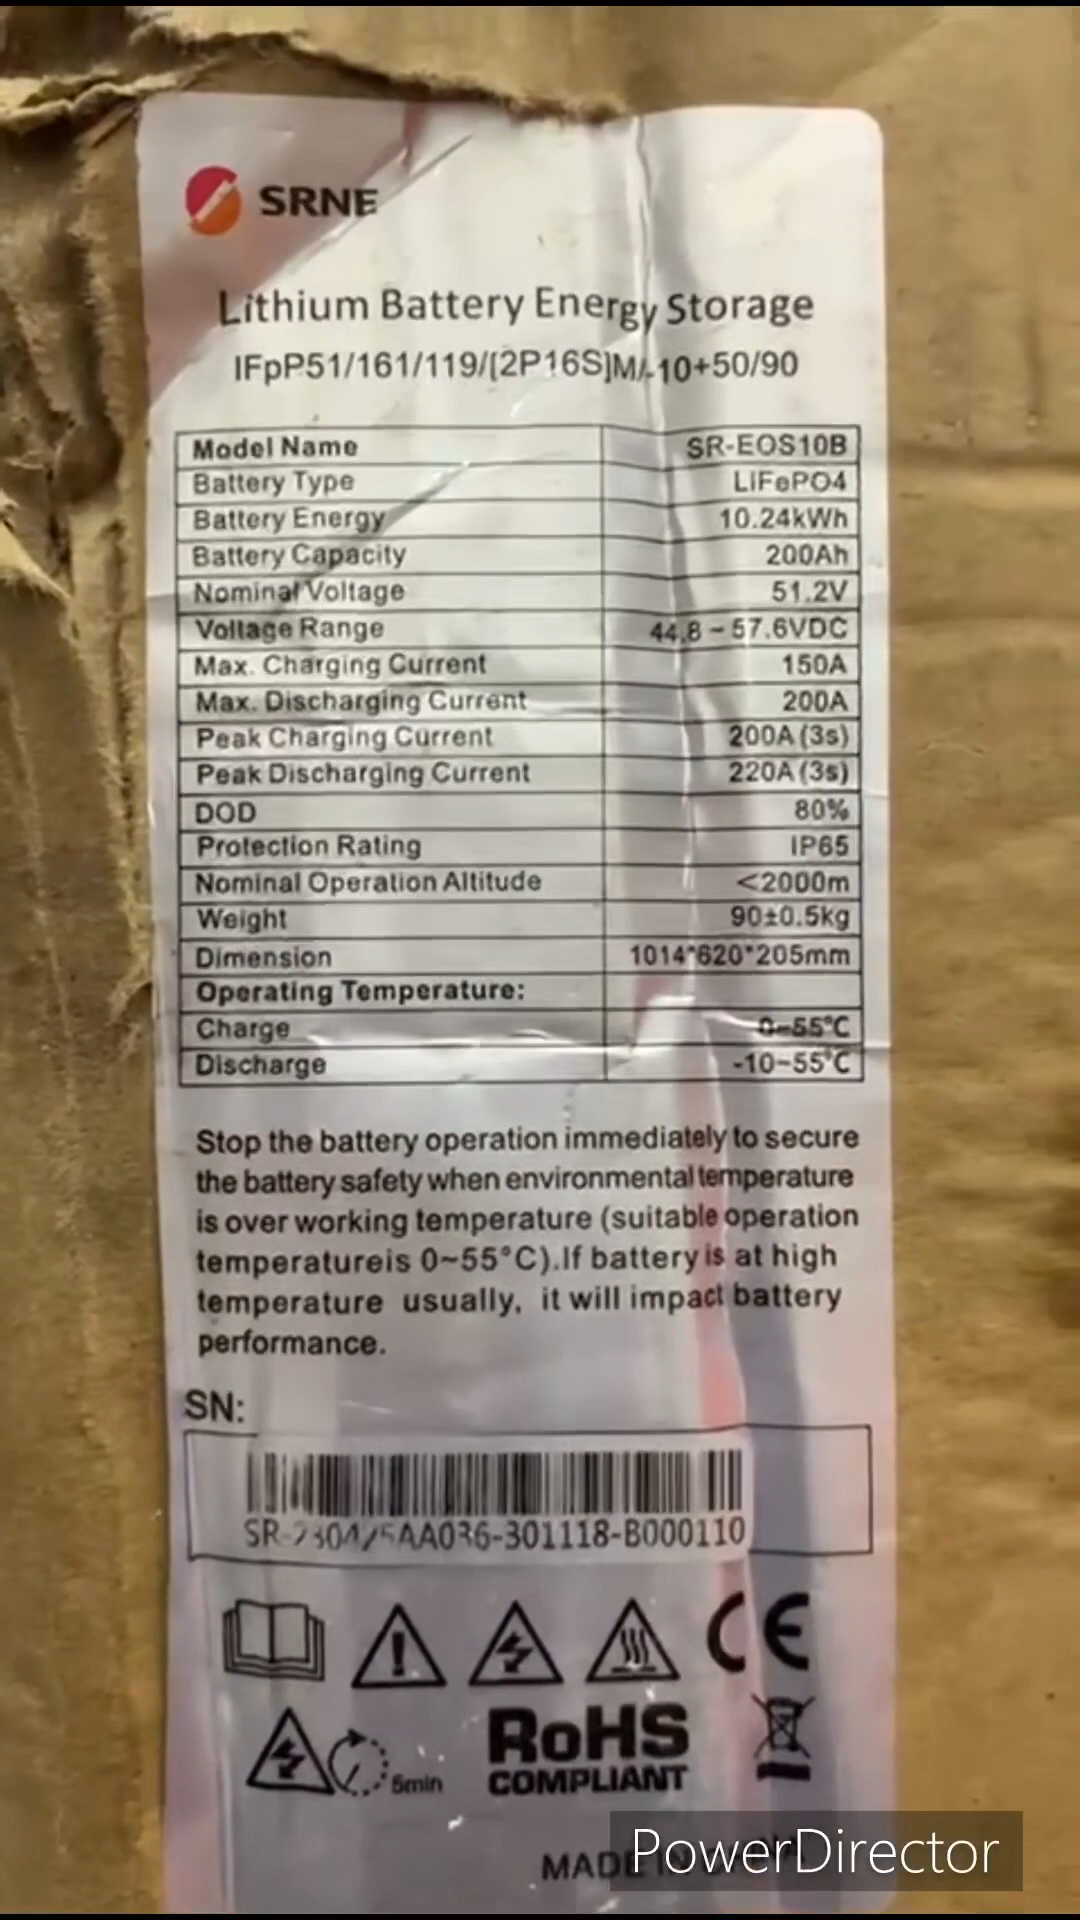 SRNE
Lithium Battery Energy Storage
IFpP51/161/119/[2P16S]M/-10+50/90
Model Name SR-EOS10B
Battery Type LiFePO4
Battery Energy 10.24kWh
Battery Capacity 200Ah
Nominal Voltage 51.2V
Voltage Range 44.8~57.6VDC
Max. Charging Current 150A
Max. Discharging Current 200A
Peak Charging Current 200A(3s)
Peak Discharging Current 220A(3s)
DOD 80%
Protection Rating IP65
Nominal Operation Altitude <2000m
Weight 90±0.5kg
Dimension 1014*620*205mm
Operating Temperature:
Charge 0~55℃
Discharge -10~55℃
Stop the battery operation immediately to secure
the battery safety when environmental temperature
is over working temperature (suitable operation
temperatureis 0~55°C).If battery is at high
temperature usually, it will impact battery
performance.
SN:
CE
5min
RoHS
COMPLIANT
MADE
PowerDirector